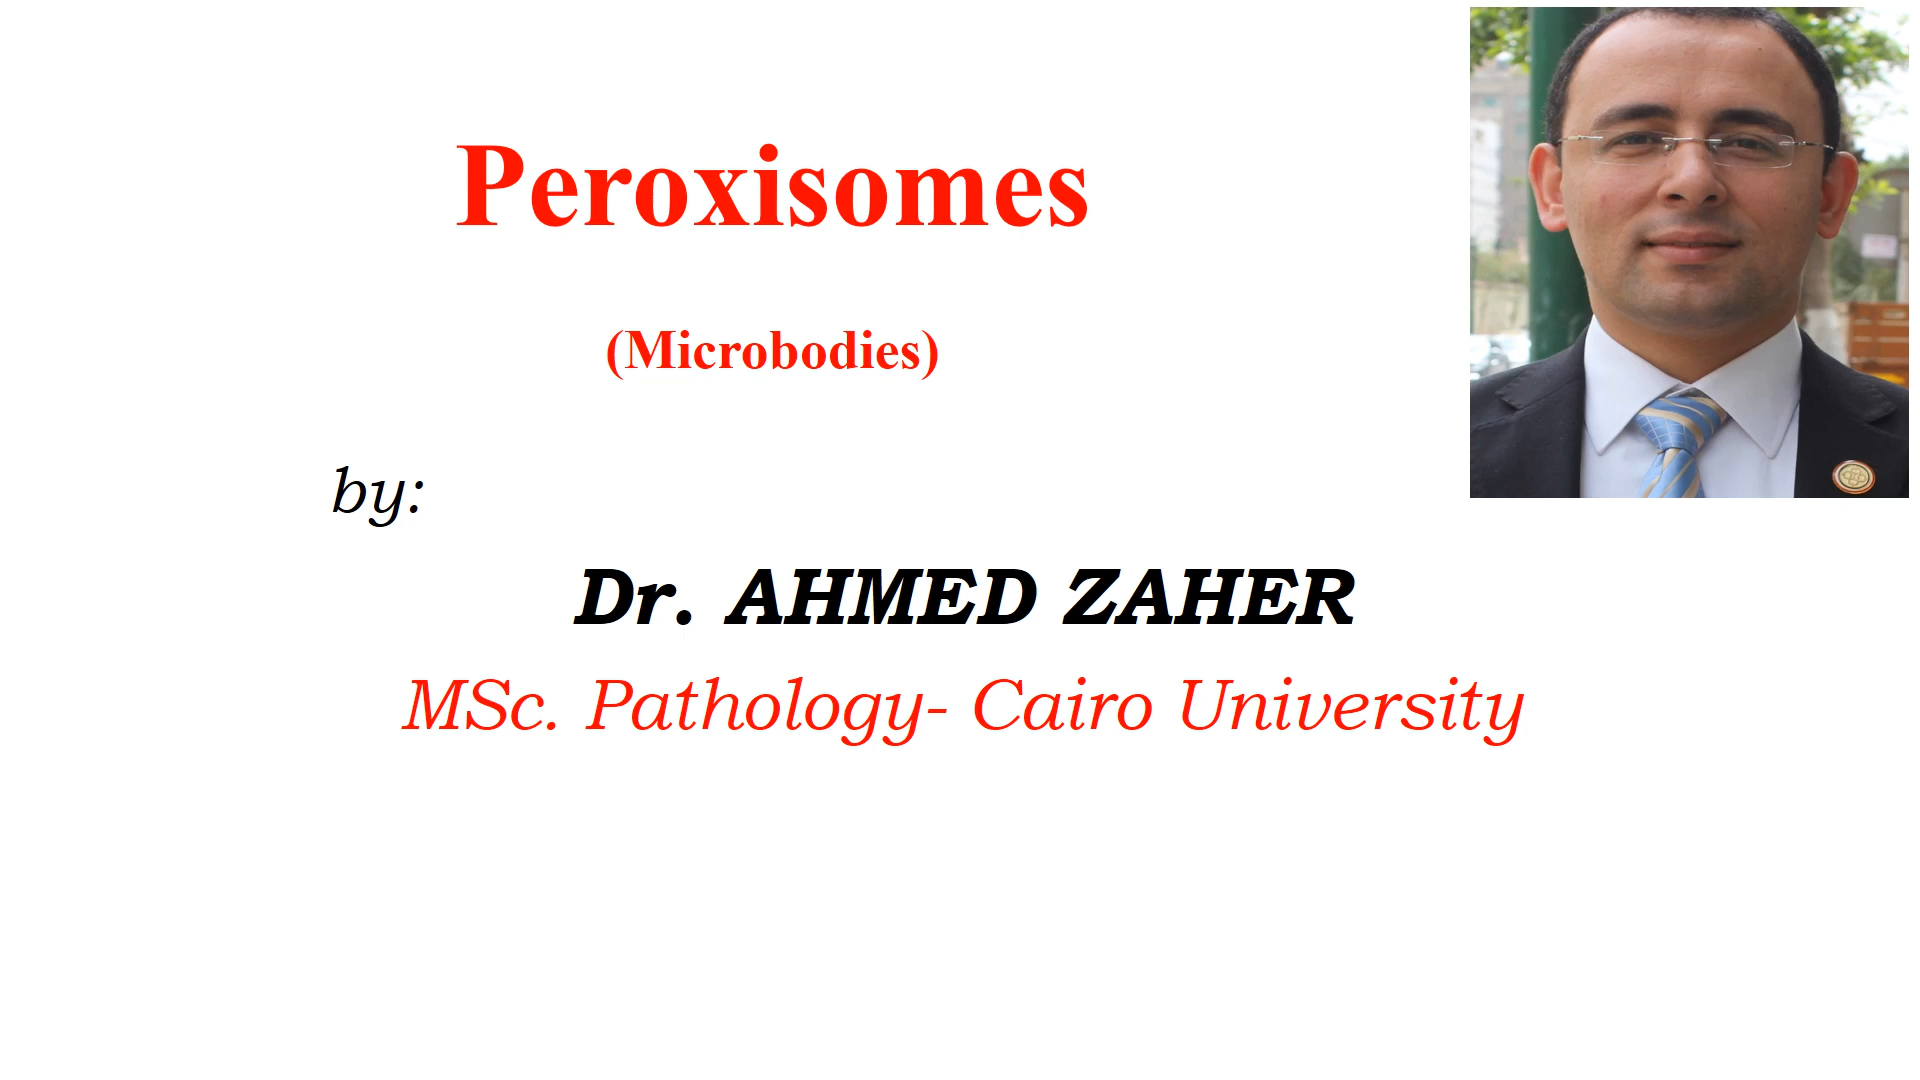 Peroxisomes
(Microbodies)
by:
Dr. AHMED ZAHER
MSc. Pathology- Cairo University